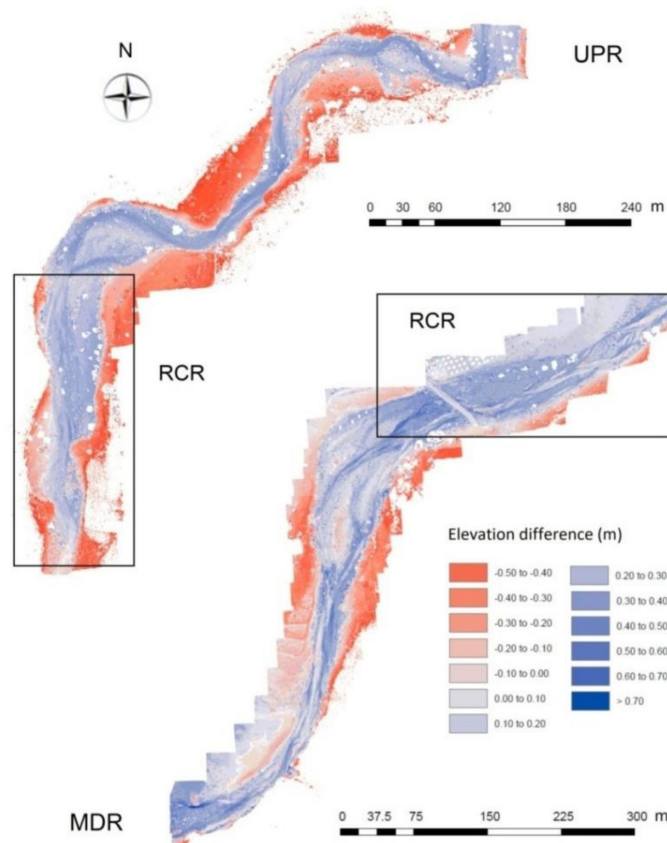 N
UPR
m
0 30 45 60 120 180 240
RCR
RCR
Elevation difference (m)
-0.50 to -0.40
-0.40 to -0.30
-0.30 to -0.20
-0.20 to -0.10
-0.10 to 0.00
0.00 to 0.10
0.10 to 0.20
0.20 to 0.30
0.30 to 0.40
0.40 to 0.50
0.50 to 0.60
0.60 to 0.70
> 0.70
MDR
0 37.5 75 150 225 300 m